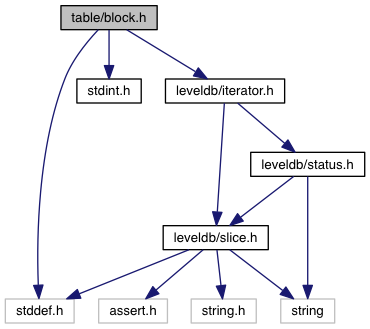 table/block.h
stdint.h
leveldb/iterator.h
leveldb/status.h
leveldb/slice.h
stddef.h
assert.h
string.h
string